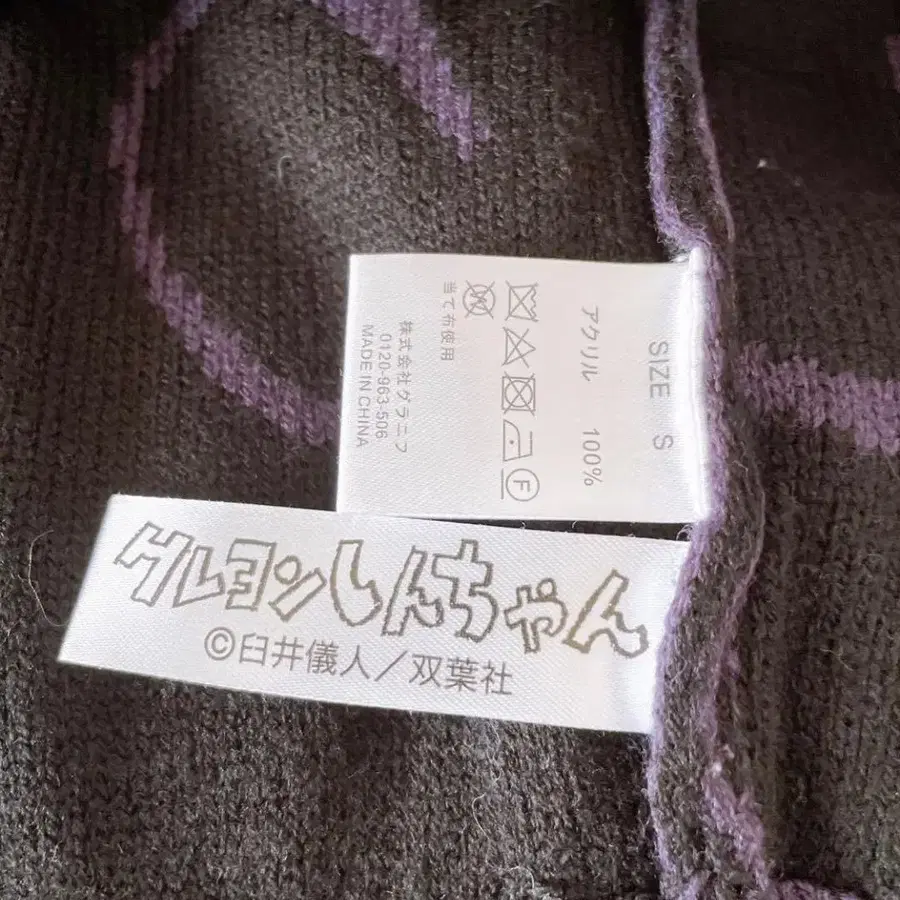 SIZE S
アクリル 100%
当て布使用
株式会社グラニフ
0120-963-506
MADE IN CHINA
クレヨンしんちゃん
©臼井儀人/双葉社